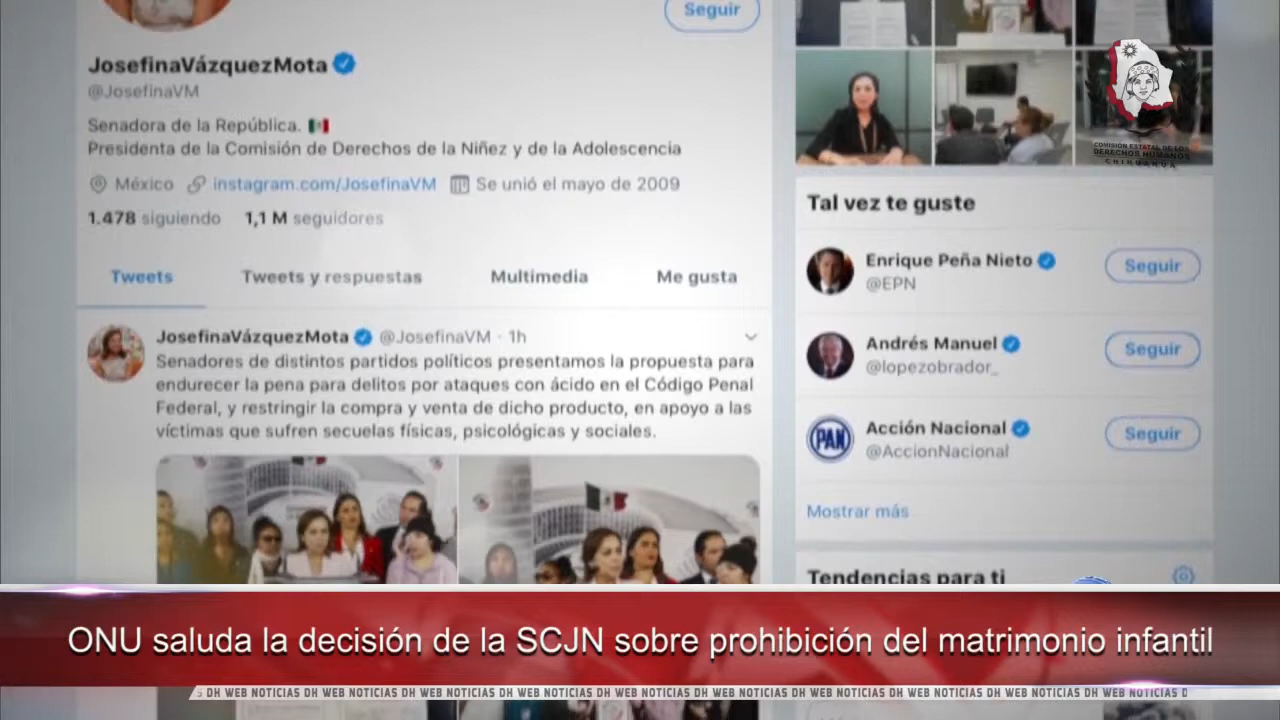 Seguir
JosefinaVázquezMota
@JosefinaVM
Senadora de la República.
Presidenta de la Comisión de Derechos de la Niñez y de la Adolescencia
México instagram.com/JosefinaVM Se unió el mayo de 2009
1.478 siguiendo 1,1 M seguidores
Tweets Tweets y respuestas Multimedia Me gusta
JosefinaVázquezMota @JosefinaVM · 1h
Senadores de distintos partidos políticos presentamos la propuesta para
endurecer la pena para delitos por ataques con ácido en el Código Penal
Federal, y restringir la compra y venta de dicho producto, en apoyo a las
víctimas que sufren secuelas físicas, psicológicas y sociales.
COMISIÓN ESTATAL DE LOS
DERECHOS HUMANOS
CHIHUAHUA
Tal vez te guste
Enrique Peña Nieto
@EPN
Seguir
Andrés Manuel
@lopezobrador_
Seguir
PAN
Acción Nacional
@AccionNacional
Seguir
Mostrar más
Tendencias para ti
ONU saluda la decisión de la SCJN sobre prohibición del matrimonio infantil
S DH WEB NOTICIAS DH WEB NOTICIAS DH WEB NOTICIAS DH WEB NOTICIAS DH WEB NOTICIAS DH WEB NOTICIAS DH WEB NOTICIAS DH WEB NOTICIAS DH WEB NOTICIAS DH WEB NOTICIAS D